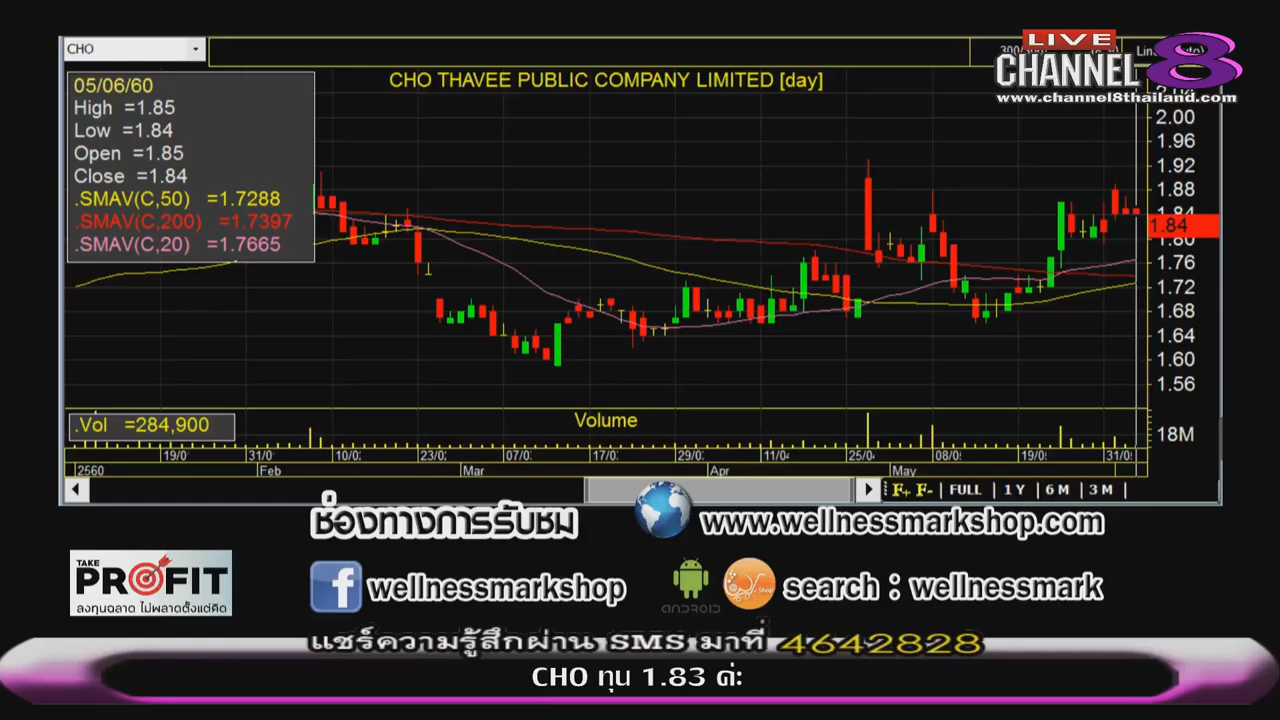 CHO
LIVE
CHANNEL 8
www.channel8thailand.com
CHO THAVEE PUBLIC COMPANY LIMITED [day]
05/06/60
High =1.85
Low =1.84
Open =1.85
Close =1.84
.SMAV(C,50) =1.7288
.SMAV(C,200) =1.7397
.SMAV(C,20) =1.7665
2.00
1.96
1.92
1.88
1.84
1.84
1.80
1.76
1.72
1.68
1.64
1.60
1.56
.Vol =284,900
Volume
18M
19/0 31/0 10/0 23/0 07/0 17/0 29/0 11/04 25/04 08/0 19/0 31/0
2560 Feb Mar Apr May
F+ F- FULL 1 Y 6 M 3 M
ช่องทางการรับชม
www.wellnessmarkshop.com
TAKE PROFIT
ลงทุนฉลาด ไม่พลาดตั้งแต่คิด
f wellnessmarkshop
ANDROID
Shop
search : wellnessmark
แชร์ความรู้สึกผ่าน SMS มาที่ 4642828
CHO ทุน 1.83 ค่ะ